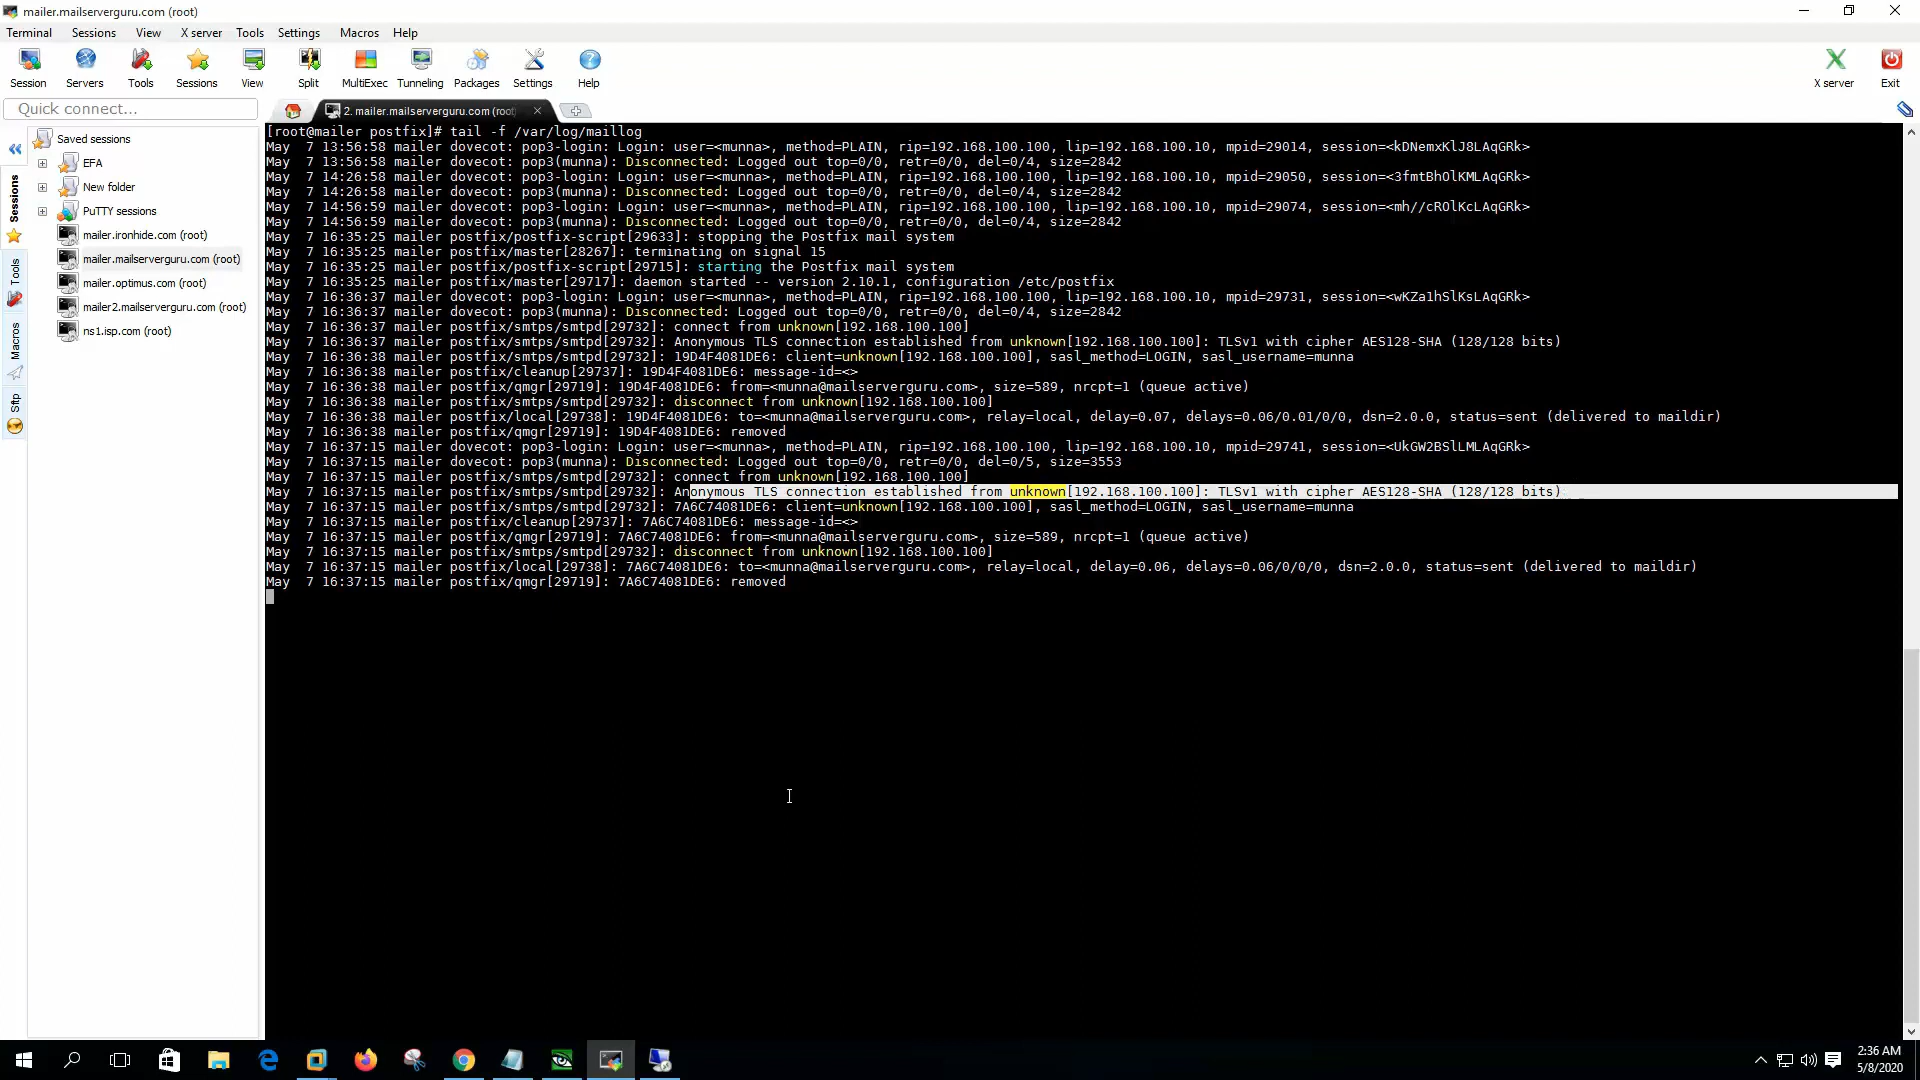 mailer.mailserverguru.com (root)
Terminal Sessions View X server Tools Settings Macros Help
Session Servers Tools Sessions View Split MultiExec Tunneling Packages Settings Help X server Exit
Quick connect...
2. mailer.mailserverguru.com (root
Saved sessions
EFA
New folder
PuTTY sessions
mailer.ironhide.com (root)
mailer.mailserverguru.com (root)
mailer.optimus.com (root)
mailer2.mailserverguru.com (root)
ns1.isp.com (root)
Sessions
Tools
Macros
Sftp
[root@mailer postfix]# tail -f /var/log/maillog
May  7 13:56:58 mailer dovecot: pop3-login: Login: user=<munna>, method=PLAIN, rip=192.168.100.100, lip=192.168.100.10, mpid=29014, session=<kDNemxKlJ8LAqGRk>
May  7 13:56:58 mailer dovecot: pop3(munna): Disconnected: Logged out top=0/0, retr=0/0, del=0/4, size=2842
May  7 14:26:58 mailer dovecot: pop3-login: Login: user=<munna>, method=PLAIN, rip=192.168.100.100, lip=192.168.100.10, mpid=29050, session=<3fmtBhOlKMLAqGRk>
May  7 14:26:58 mailer dovecot: pop3(munna): Disconnected: Logged out top=0/0, retr=0/0, del=0/4, size=2842
May  7 14:56:59 mailer dovecot: pop3-login: Login: user=<munna>, method=PLAIN, rip=192.168.100.100, lip=192.168.100.10, mpid=29074, session=<mh//cROlKcLAqGRk>
May  7 14:56:59 mailer dovecot: pop3(munna): Disconnected: Logged out top=0/0, retr=0/0, del=0/4, size=2842
May  7 16:35:25 mailer postfix/postfix-script[29633]: stopping the Postfix mail system
May  7 16:35:25 mailer postfix/master[28267]: terminating on signal 15
May  7 16:35:25 mailer postfix/postfix-script[29715]: starting the Postfix mail system
May  7 16:35:25 mailer postfix/master[29717]: daemon started -- version 2.10.1, configuration /etc/postfix
May  7 16:36:37 mailer dovecot: pop3-login: Login: user=<munna>, method=PLAIN, rip=192.168.100.100, lip=192.168.100.10, mpid=29731, session=<wKZa1hSlKsLAqGRk>
May  7 16:36:37 mailer dovecot: pop3(munna): Disconnected: Logged out top=0/0, retr=0/0, del=0/4, size=2842
May  7 16:36:37 mailer postfix/smtps/smtpd[29732]: connect from unknown[192.168.100.100]
May  7 16:36:37 mailer postfix/smtps/smtpd[29732]: Anonymous TLS connection established from unknown[192.168.100.100]: TLSv1 with cipher AES128-SHA (128/128 bits)
May  7 16:36:38 mailer postfix/smtps/smtpd[29732]: 19D4F4081DE6: client=unknown[192.168.100.100], sasl_method=LOGIN, sasl_username=munna
May  7 16:36:38 mailer postfix/cleanup[29737]: 19D4F4081DE6: message-id=<>
May  7 16:36:38 mailer postfix/qmgr[29719]: 19D4F4081DE6: from=<munna@mailserverguru.com>, size=589, nrcpt=1 (queue active)
May  7 16:36:38 mailer postfix/smtps/smtpd[29732]: disconnect from unknown[192.168.100.100]
May  7 16:36:38 mailer postfix/local[29738]: 19D4F4081DE6: to=<munna@mailserverguru.com>, relay=local, delay=0.07, delays=0.06/0.01/0/0, dsn=2.0.0, status=sent (delivered to maildir)
May  7 16:36:38 mailer postfix/qmgr[29719]: 19D4F4081DE6: removed
May  7 16:37:15 mailer dovecot: pop3-login: Login: user=<munna>, method=PLAIN, rip=192.168.100.100, lip=192.168.100.10, mpid=29741, session=<UkGW2BSlLMLAqGRk>
May  7 16:37:15 mailer dovecot: pop3(munna): Disconnected: Logged out top=0/0, retr=0/0, del=0/5, size=3553
May  7 16:37:15 mailer postfix/smtps/smtpd[29732]: connect from unknown[192.168.100.100]
May  7 16:37:15 mailer postfix/smtps/smtpd[29732]: Anonymous TLS connection established from unknown[192.168.100.100]: TLSv1 with cipher AES128-SHA (128/128 bits)
May  7 16:37:15 mailer postfix/smtps/smtpd[29732]: 7A6C74081DE6: client=unknown[192.168.100.100], sasl_method=LOGIN, sasl_username=munna
May  7 16:37:15 mailer postfix/cleanup[29737]: 7A6C74081DE6: message-id=<>
May  7 16:37:15 mailer postfix/qmgr[29719]: 7A6C74081DE6: from=<munna@mailserverguru.com>, size=589, nrcpt=1 (queue active)
May  7 16:37:15 mailer postfix/smtps/smtpd[29732]: disconnect from unknown[192.168.100.100]
May  7 16:37:15 mailer postfix/local[29738]: 7A6C74081DE6: to=<munna@mailserverguru.com>, relay=local, delay=0.06, delays=0.06/0/0/0, dsn=2.0.0, status=sent (delivered to maildir)
May  7 16:37:15 mailer postfix/qmgr[29719]: 7A6C74081DE6: removed
2:36 AM
5/8/2020